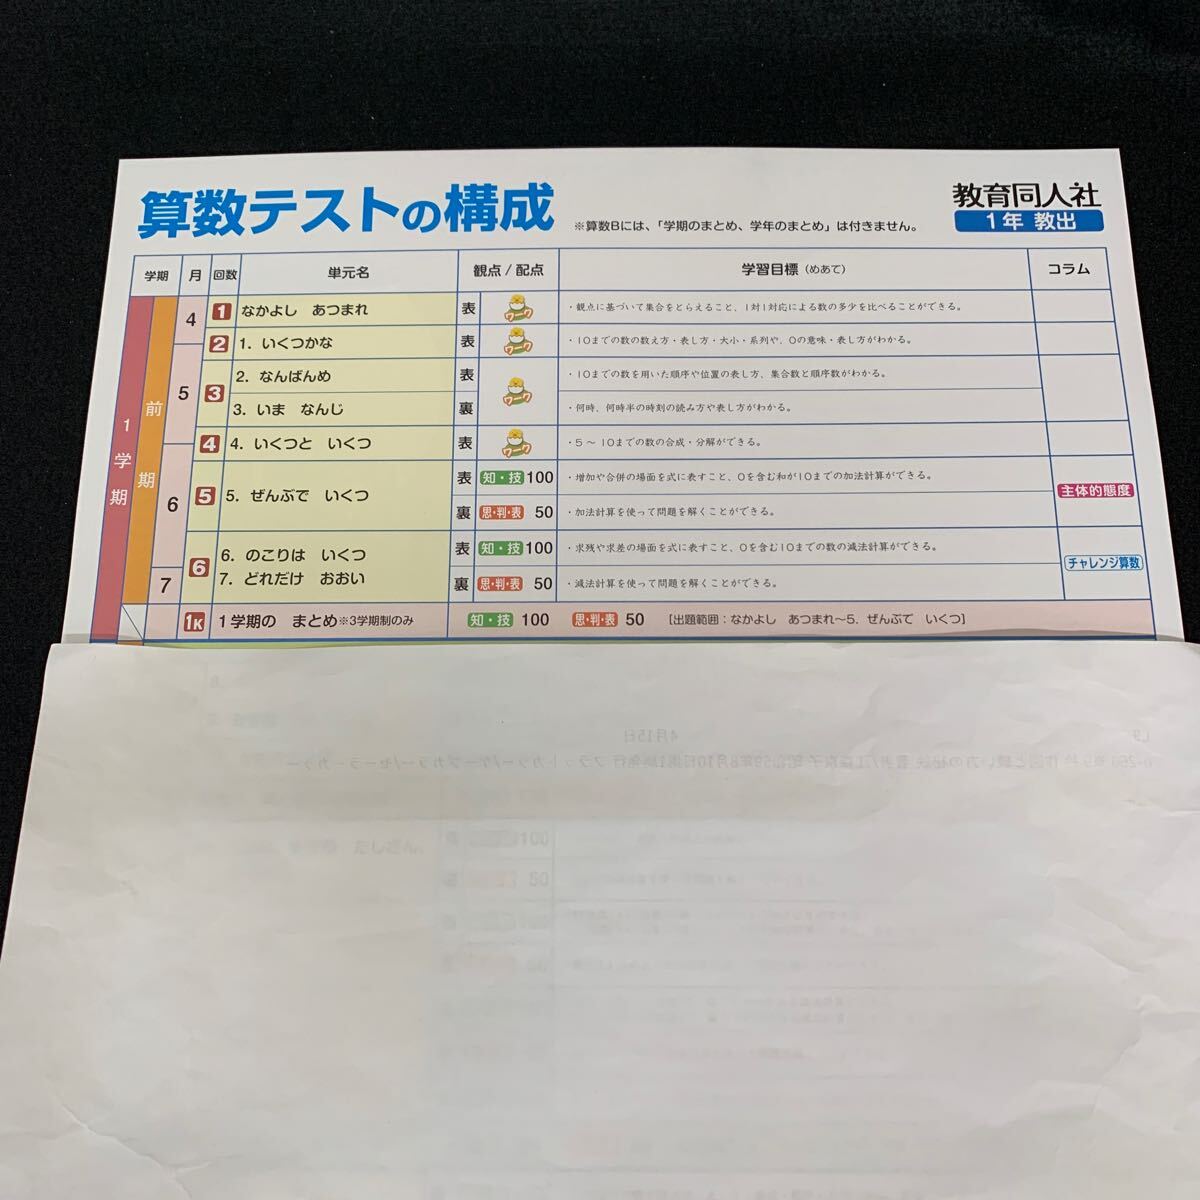 算数テストの構成
※算数Bには、「学期のまとめ、学年のまとめ」は付きません。
教育同人社
1年 教出
学期 月 回数 単元名 観点/配点 学習目標(めあて) コラム
1学期 前期
4 1 なかよし あつまれ 表 ワーク ・観点に基づいて集合をとらえること、1対1対応による数の多少を比べることができる。
2 1. いくつかな 表 ワーク ・10までの数の数え方・表し方・大小・系列や、0の意味・表し方がわかる。
5 3 2. なんばんめ 表 ワーク ・10までの数を用いた順序や位置の表し方、集合数と順序数がわかる。
3. いま なんじ 裏 ・何時、何時半の時刻の読み方や表し方がわかる。
4 4. いくつと いくつ 表 ワーク ・5～10までの数の合成・分解ができる。
6 5 5. ぜんぶで いくつ 表 知・技 100 ・増加や合併の場面を式に表すこと、0を含む和が10までの加法計算ができる。 主体的態度
裏 思・判・表 50 ・加法計算を使って問題を解くことができる。
6 6. のこりは いくつ 表 知・技 100 ・求残や求差の場面を式に表すこと、0を含む10までの数の減法計算ができる。 チャレンジ算数
7 7. どれだけ おおい 裏 思・判・表 50 ・減法計算を使って問題を解くことができる。
1K 1学期の まとめ※3学期制のみ 知・技 100 思・判・表 50 [出題範囲：なかよし あつまれ～5. ぜんぶで いくつ]
4月15日